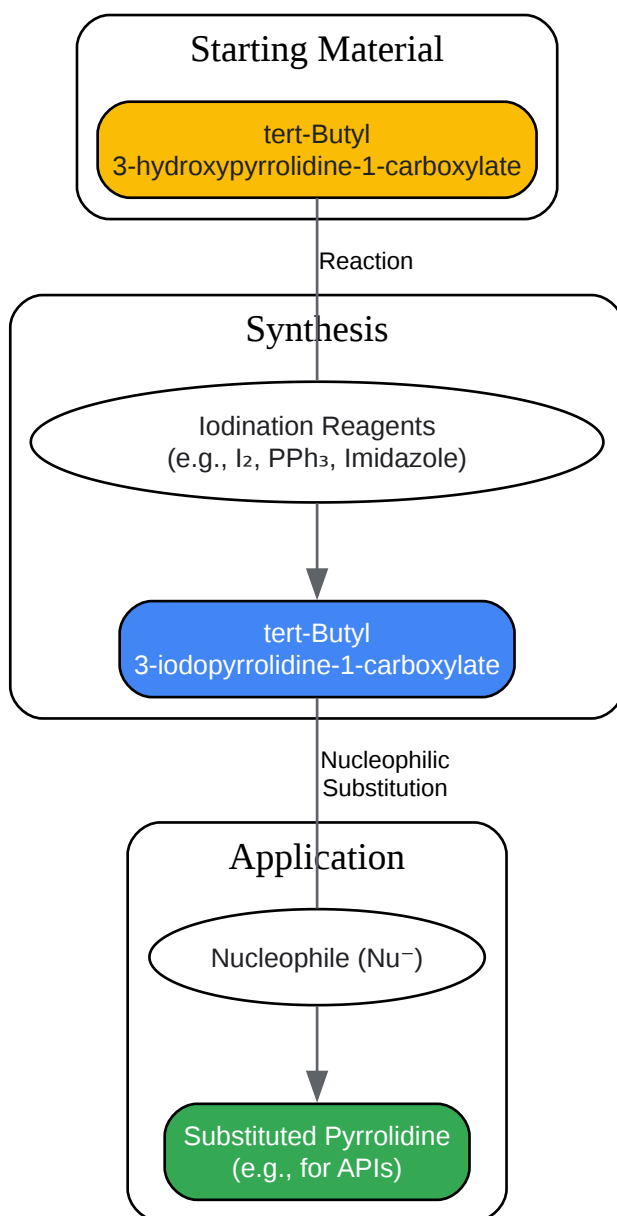 Starting Material
tert-Butyl
3-hydroxypyrrolidine-1-carboxylate
Reaction
Synthesis
Iodination Reagents
(e.g., I₂, PPh₃, Imidazole)
tert-Butyl
3-iodopyrrolidine-1-carboxylate
Nucleophilic
Substitution
Application
Nucleophile (Nu⁻)
Substituted Pyrrolidine
(e.g., for APIs)